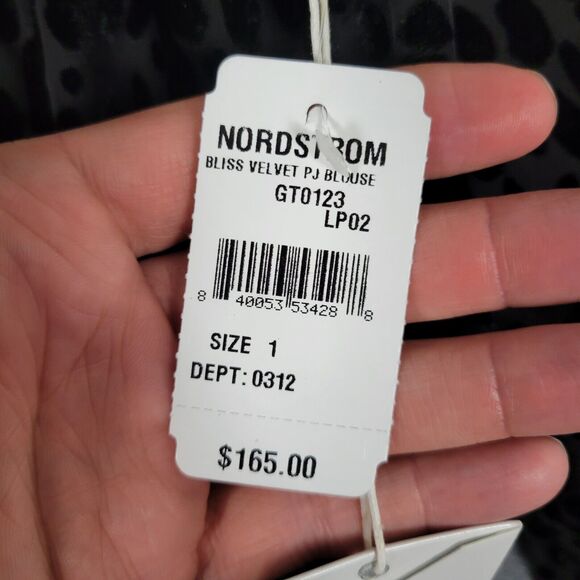 NORDSTROM
BLISS VELVET PJ BLOUSE
GT0123
LP02
8 40053 53428 8
SIZE 1
DEPT: 0312
$165.00